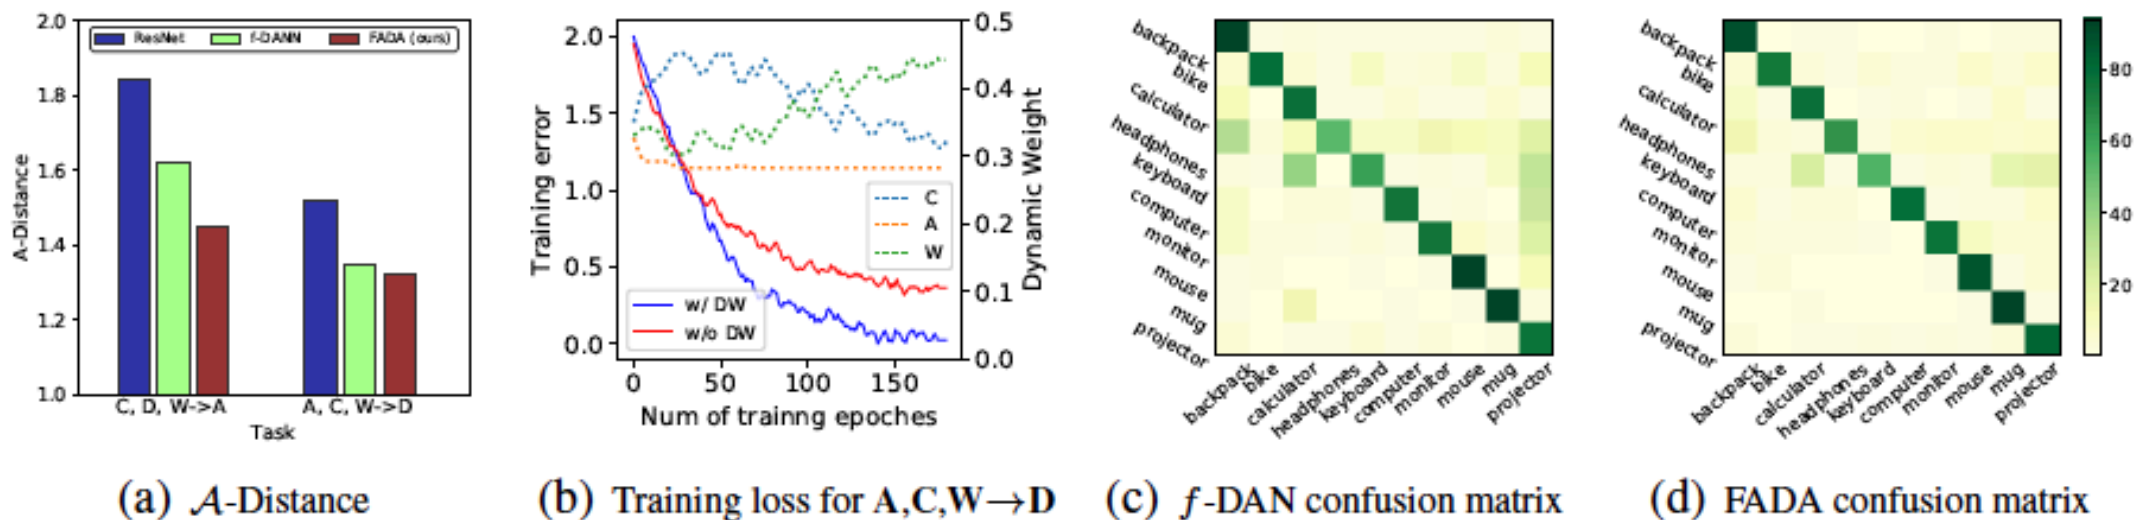 2.0
1.8
1.6
1.4
1.2
1.0
A-Distance
ResNet f-DANN FADA (ours)
C, D, W->A A, C, W->D
Task
(a) 𝒜-Distance
2.0
1.5
1.0
0.5
0.0
Training error
0.5
0.4
0.3
0.2
0.1
0.0
Dynamic Weight
C
A
W
w/ DW
w/o DW
0 50 100 150
Num of trainng epoches
(b) Training loss for A,C,W→D
backpack
bike
calculator
headphones
keyboard
computer
monitor
mouse
mug
projector
backpack
bike
calculator
headphones
keyboard
computer
monitor
mouse
mug
projector
(c) f-DAN confusion matrix
backpack
bike
calculator
headphones
keyboard
computer
monitor
mouse
mug
projector
backpack
bike
calculator
headphones
keyboard
computer
monitor
mouse
mug
projector
80
60
40
20
(d) FADA confusion matrix